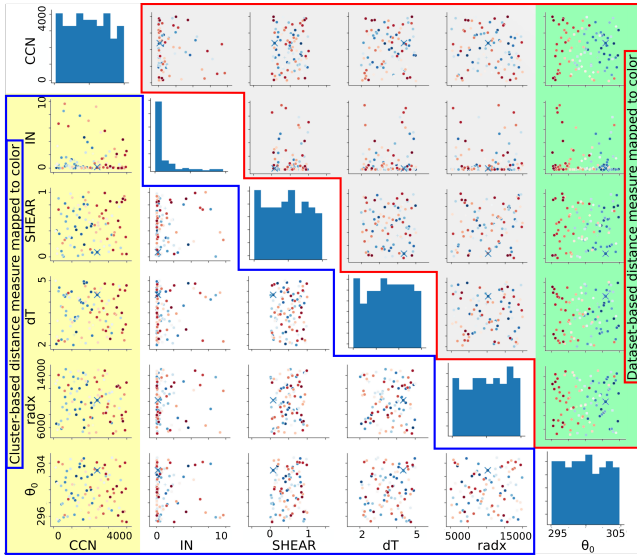 CCN
0 4000
Dataset-based distance measure mapped to color
IN
0 10
Cluster-based distance measure mapped to color
SHEAR
0 1
dT
2 5
radx
6000 14000
θ0
296 304
0 4000
0 10
0 1
2 5
5000 15000
295 305
CCN IN SHEAR dT radx θ0